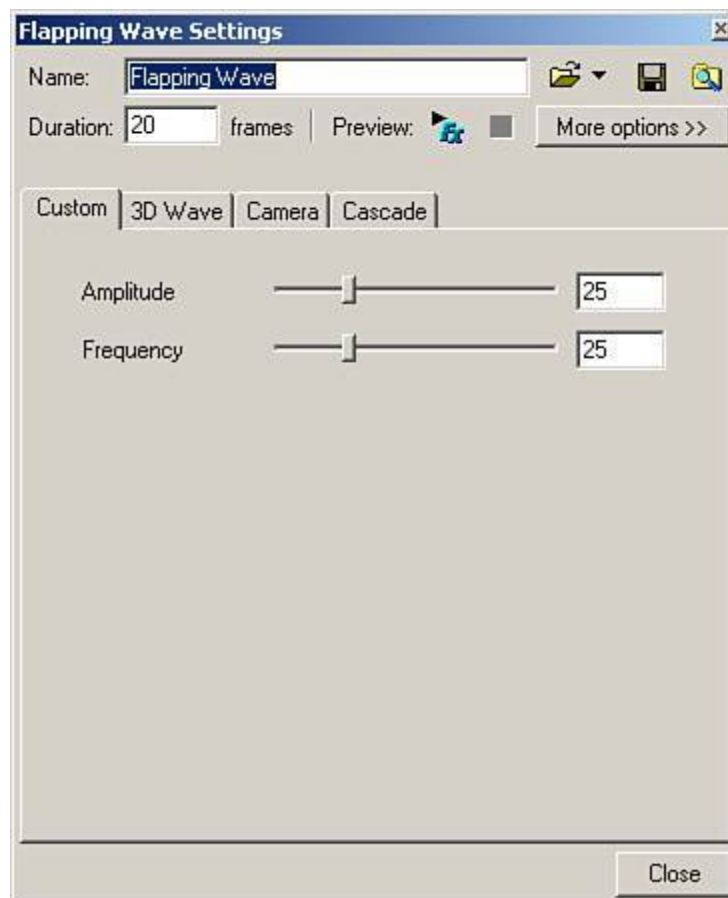 Flapping Wave Settings
Name: Flapping Wave
Duration: 20 frames Preview: Fx More options >>
Custom 3D Wave Camera Cascade
Amplitude 25
Frequency 25
Close